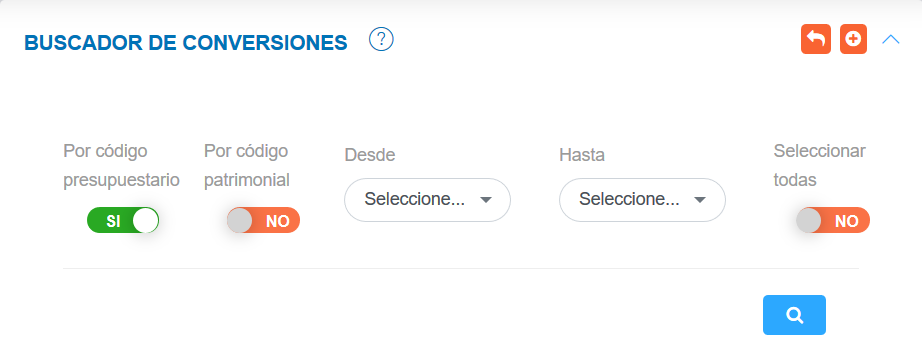 BUSCADOR DE CONVERSIONES ?
Por código
presupuestario
SI
Por código
patrimonial
NO
Desde
Seleccione...
Hasta
Seleccione...
Seleccionar
todas
NO